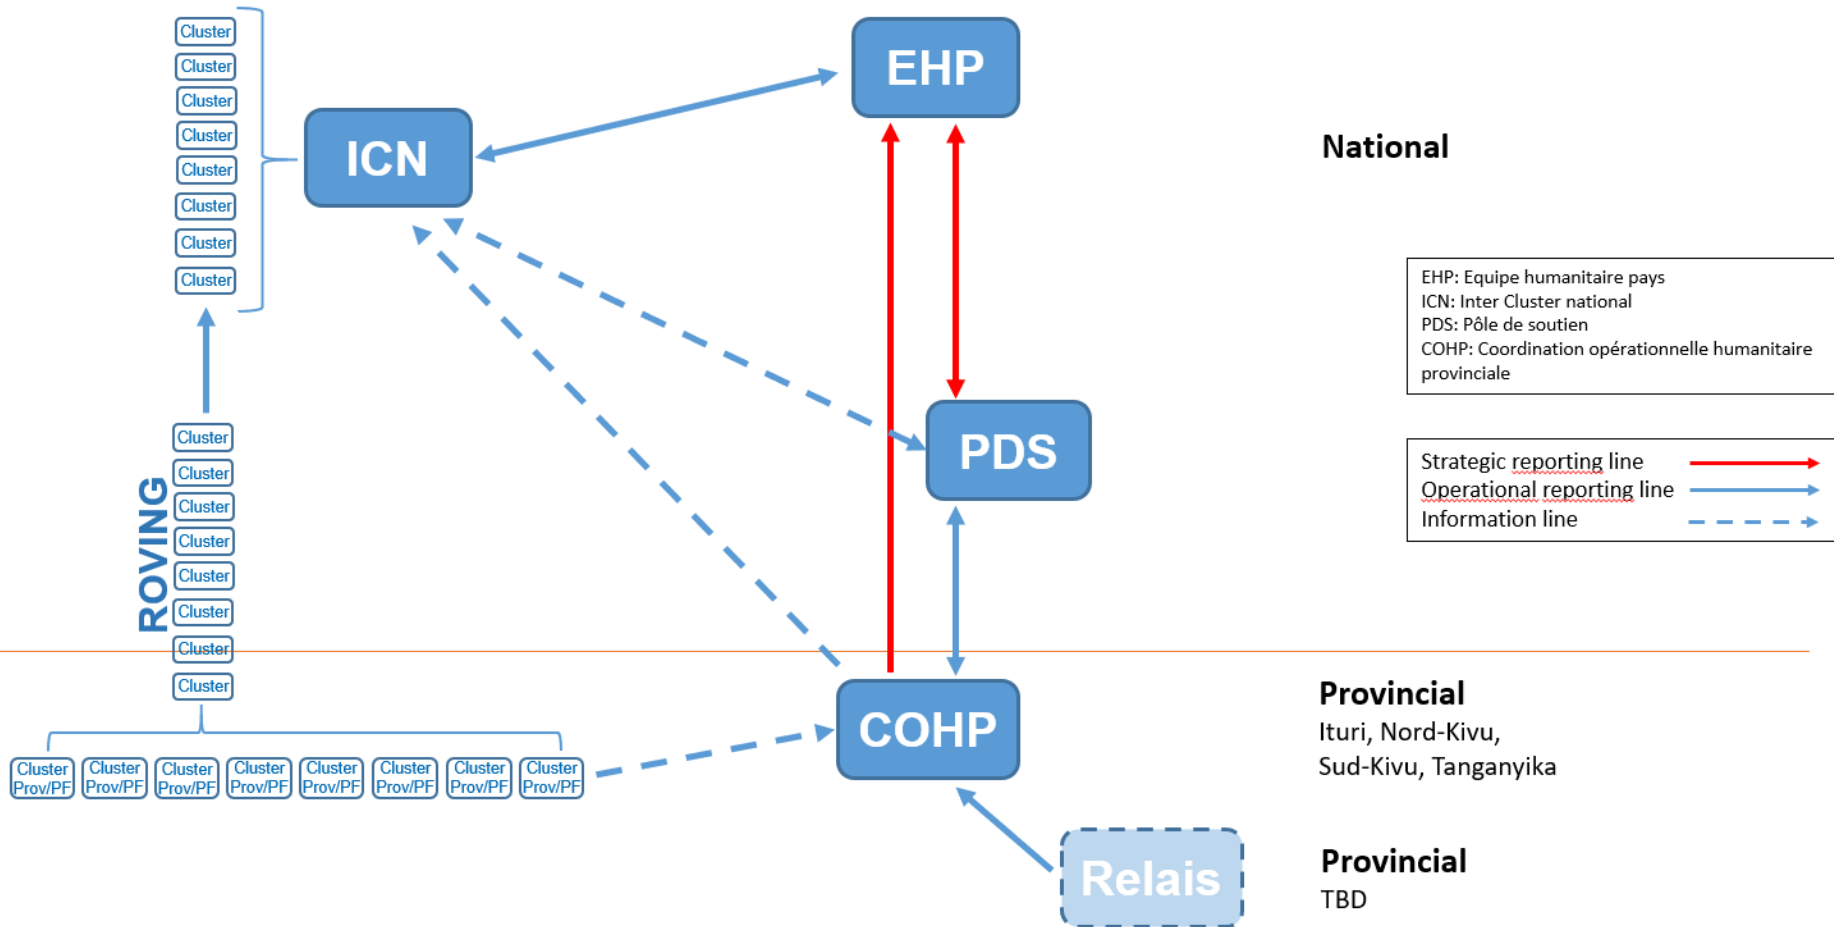 Cluster
Cluster
Cluster
Cluster
Cluster
Cluster
Cluster
Cluster
ICN
EHP
National
EHP: Equipe humanitaire pays
ICN: Inter Cluster national
PDS: Pôle de soutien
COHP: Coordination opérationnelle humanitaire
provinciale
PDS
Strategic reporting line
Operational reporting line
Information line
ROVING
Cluster
Cluster
Cluster
Cluster
Cluster
Cluster
Cluster
Cluster
COHP
Provincial
Ituri, Nord-Kivu,
Sud-Kivu, Tanganyika
Cluster
Prov/PF
Cluster
Prov/PF
Cluster
Prov/PF
Cluster
Prov/PF
Cluster
Prov/PF
Cluster
Prov/PF
Cluster
Prov/PF
Cluster
Prov/PF
Relais
Provincial
TBD